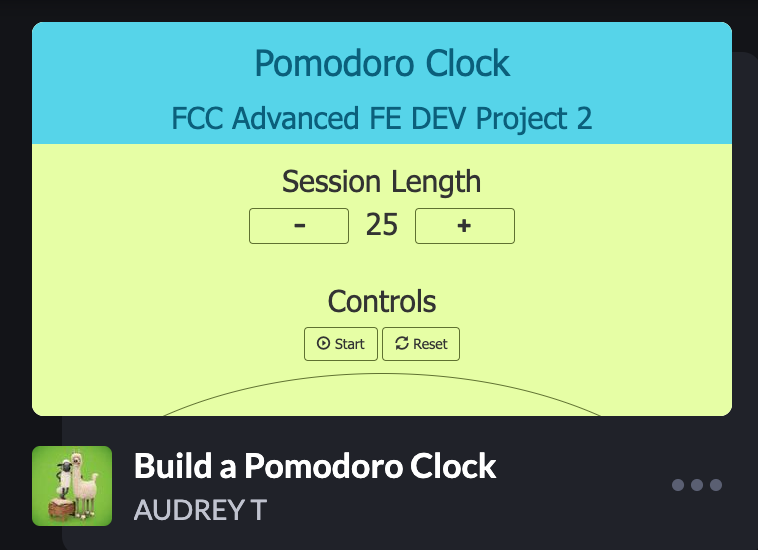 Pomodoro Clock
FCC Advanced FE DEV Project 2
Session Length
- 25 +
Controls
Start Reset
Build a Pomodoro Clock
AUDREY T